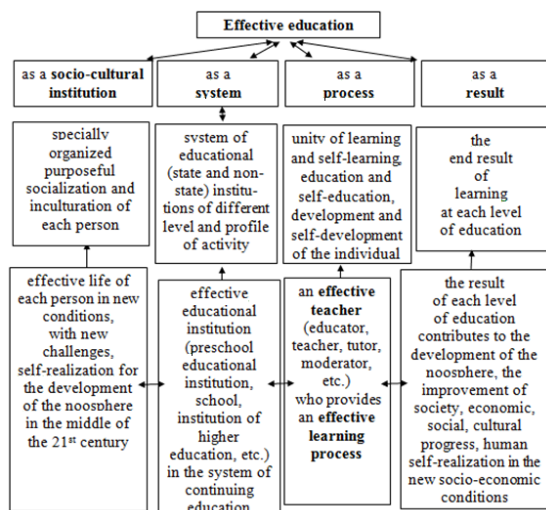 Effective education
as a socio-cultural
institution
as a
system
as a
process
as a
result
specially
organized
purposeful
socialization and
inculturation of
each person
system of
educational
(state and non-
state) institu-
tions of different
level and profile
of activity
unity of learning
and self-learning,
education and
self-education,
development and
self-development
of the individual
the
end result
of
learning
at each level
of education
effective life of
each person in new
conditions,
with new
challenges,
self-realization for
the development
of the noosphere
in the middle of
the 21st century
effective
educational
institution
(preschool
educational
institution,
school,
institution of
higher
education, etc.)
in the system of
continuing
education
an effective
teacher
(educator,
teacher, tutor,
moderator,
etc.)
who provides
an effective
learning
process
the result
of each level
of education
contributes to the
development of the
noosphere, the
improvement of
society, economic,
social, cultural
progress, human
self-realization in the
new socio-economic
conditions